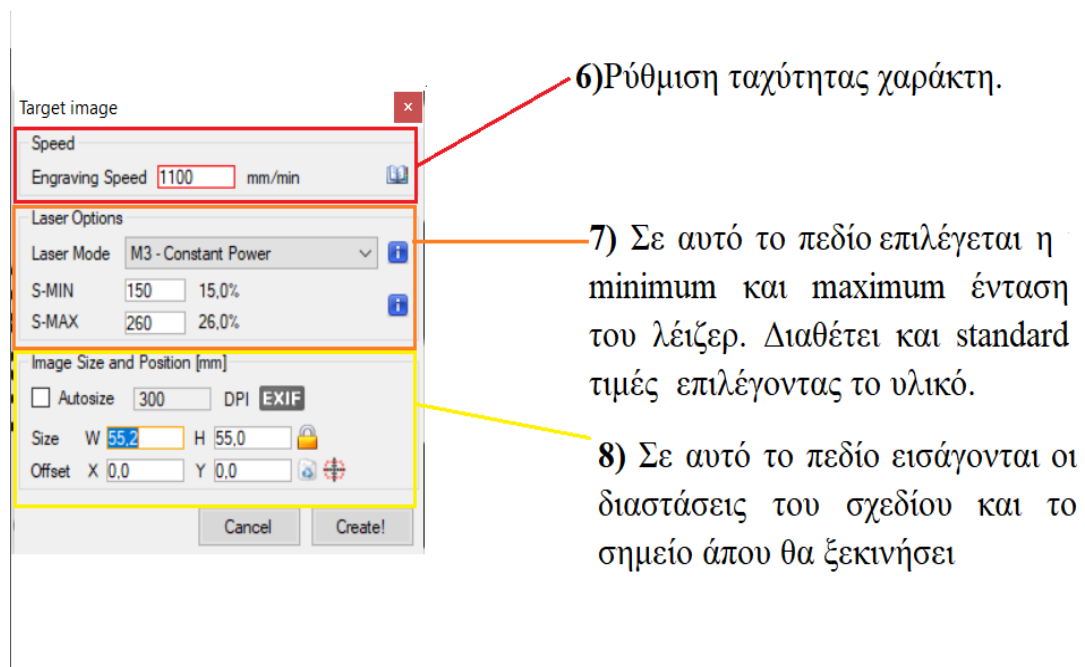 6)Ρύθμιση ταχύτητας χαράκτη.
Target image
Speed
Engraving Speed 1100 mm/min
Laser Options
Laser Mode M3 - Constant Power
S-MIN 150 15,0%
S-MAX 260 26,0%
7) Σε αυτό το πεδίο επιλέγεται η
minimum και maximum ένταση
του λέιζερ. Διαθέτει και standard
τιμές επιλέγοντας το υλικό.
Image Size and Position [mm]
Autosize 300 DPI EXIF
Size W 55,2 H 55,0
Offset X 0,0 Y 0,0
Cancel Create!
8) Σε αυτό το πεδίο εισάγονται οι
διαστάσεις του σχεδίου και το
σημείο άπου θα ξεκινήσει